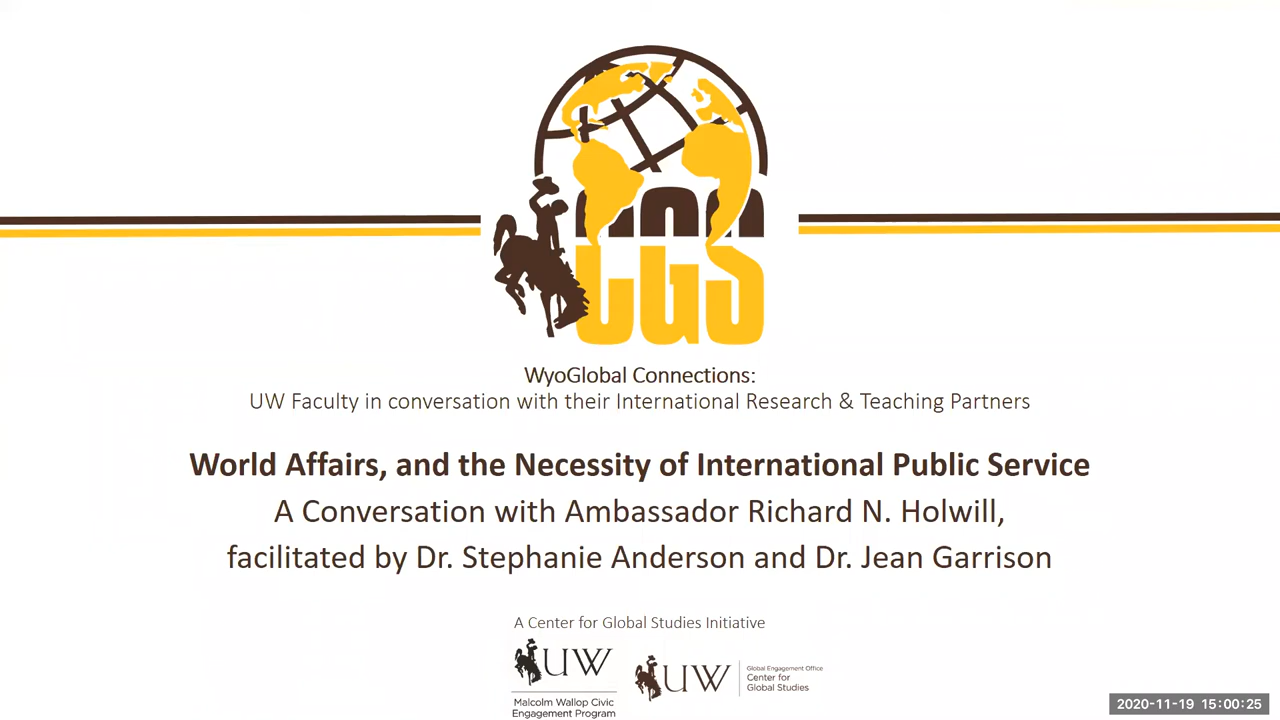 CGS
WyoGlobal Connections:
UW Faculty in conversation with their International Research & Teaching Partners
World Affairs, and the Necessity of International Public Service
A Conversation with Ambassador Richard N. Holwill,
facilitated by Dr. Stephanie Anderson and Dr. Jean Garrison
A Center for Global Studies Initiative
UW
Malcolm Wallop Civic
Engagement Program
UW
Global Engagement Office
Center for
Global Studies
2020-11-19 15:00:25